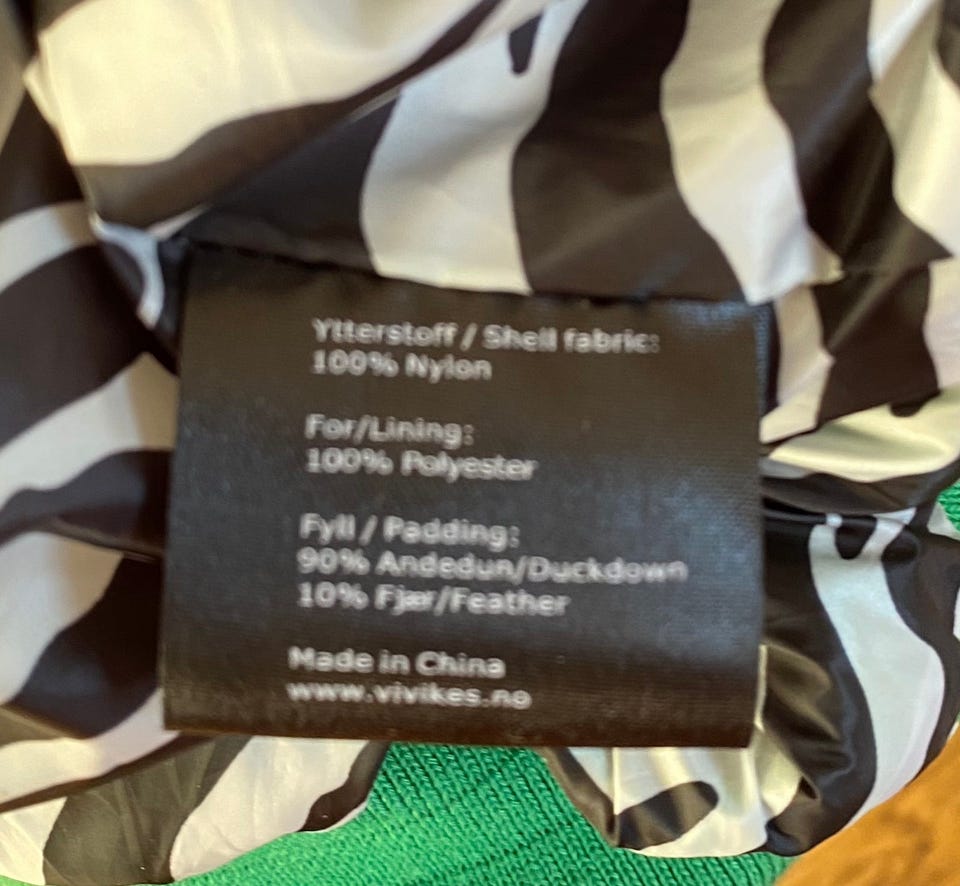 Ytterstoff / Shell fabric:
100% Nylon
For/Lining:
100% Polyester
Fyll / Padding:
90% Andedun/Duckdown
10% Fjær/Feather
Made in China
www.vivikes.no